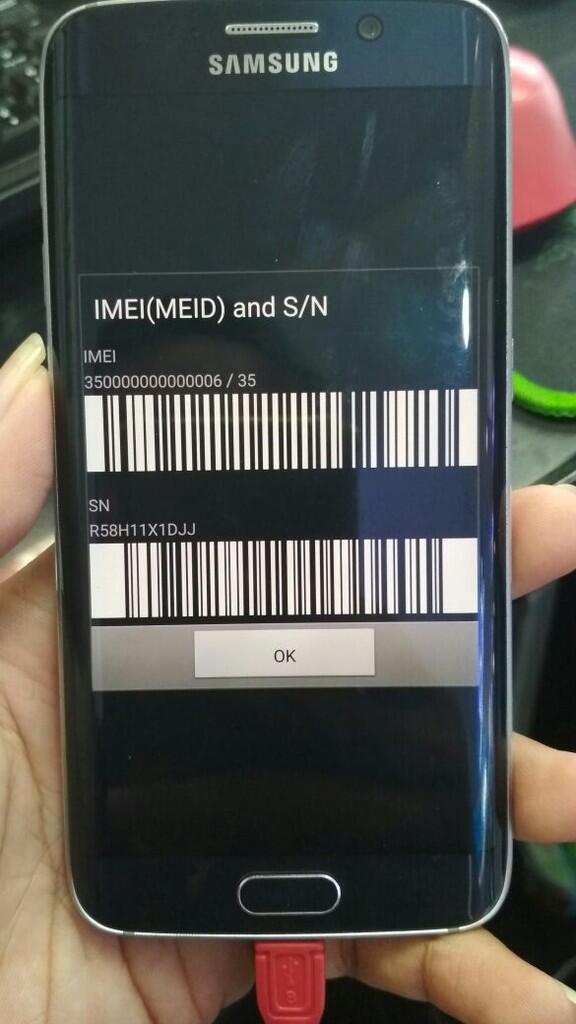 SAMSUNG
IMEI(MEID) and S/N
IMEI
350000000000006 / 35
SN
R58H11X1DJJ
OK